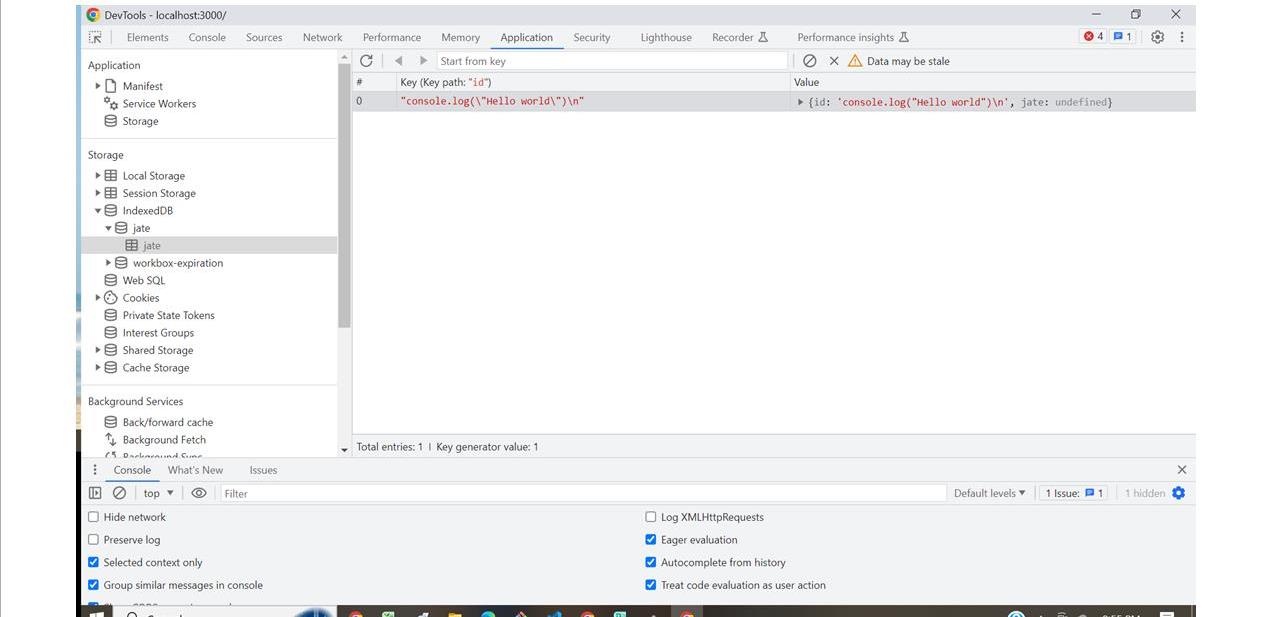 DevTools - localhost:3000/
Elements Console Sources Network Performance Memory Application Security Lighthouse Recorder Performance insights 4 1
Application
Manifest
Service Workers
Storage
Storage
Local Storage
Session Storage
IndexedDB
jate
jate
workbox-expiration
Web SQL
Cookies
Private State Tokens
Interest Groups
Shared Storage
Cache Storage
Background Services
Back/forward cache
Background Fetch
Background Sync
Start from key Data may be stale
# Key (Key path: "id") Value
0 "console.log(\"Hello world\")\n" {id: 'console.log("Hello world")\n', jate: undefined}
Total entries: 1 Key generator value: 1
Console What's New Issues
top Filter Default levels 1 Issue: 1 1 hidden
Hide network Log XMLHttpRequests
Preserve log Eager evaluation
Selected context only Autocomplete from history
Group similar messages in console Treat code evaluation as user action